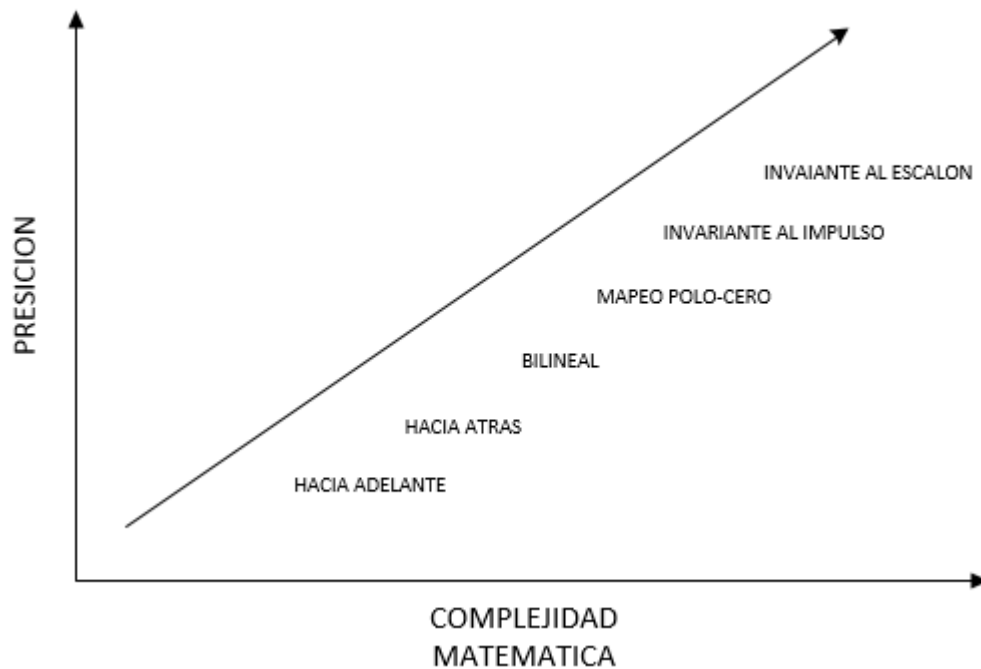 INVAIANTE AL ESCALON
INVARIANTE AL IMPULSO
MAPEO POLO-CERO
BILINEAL
HACIA ATRAS
HACIA ADELANTE
PRESICION
COMPLEJIDAD
MATEMATICA